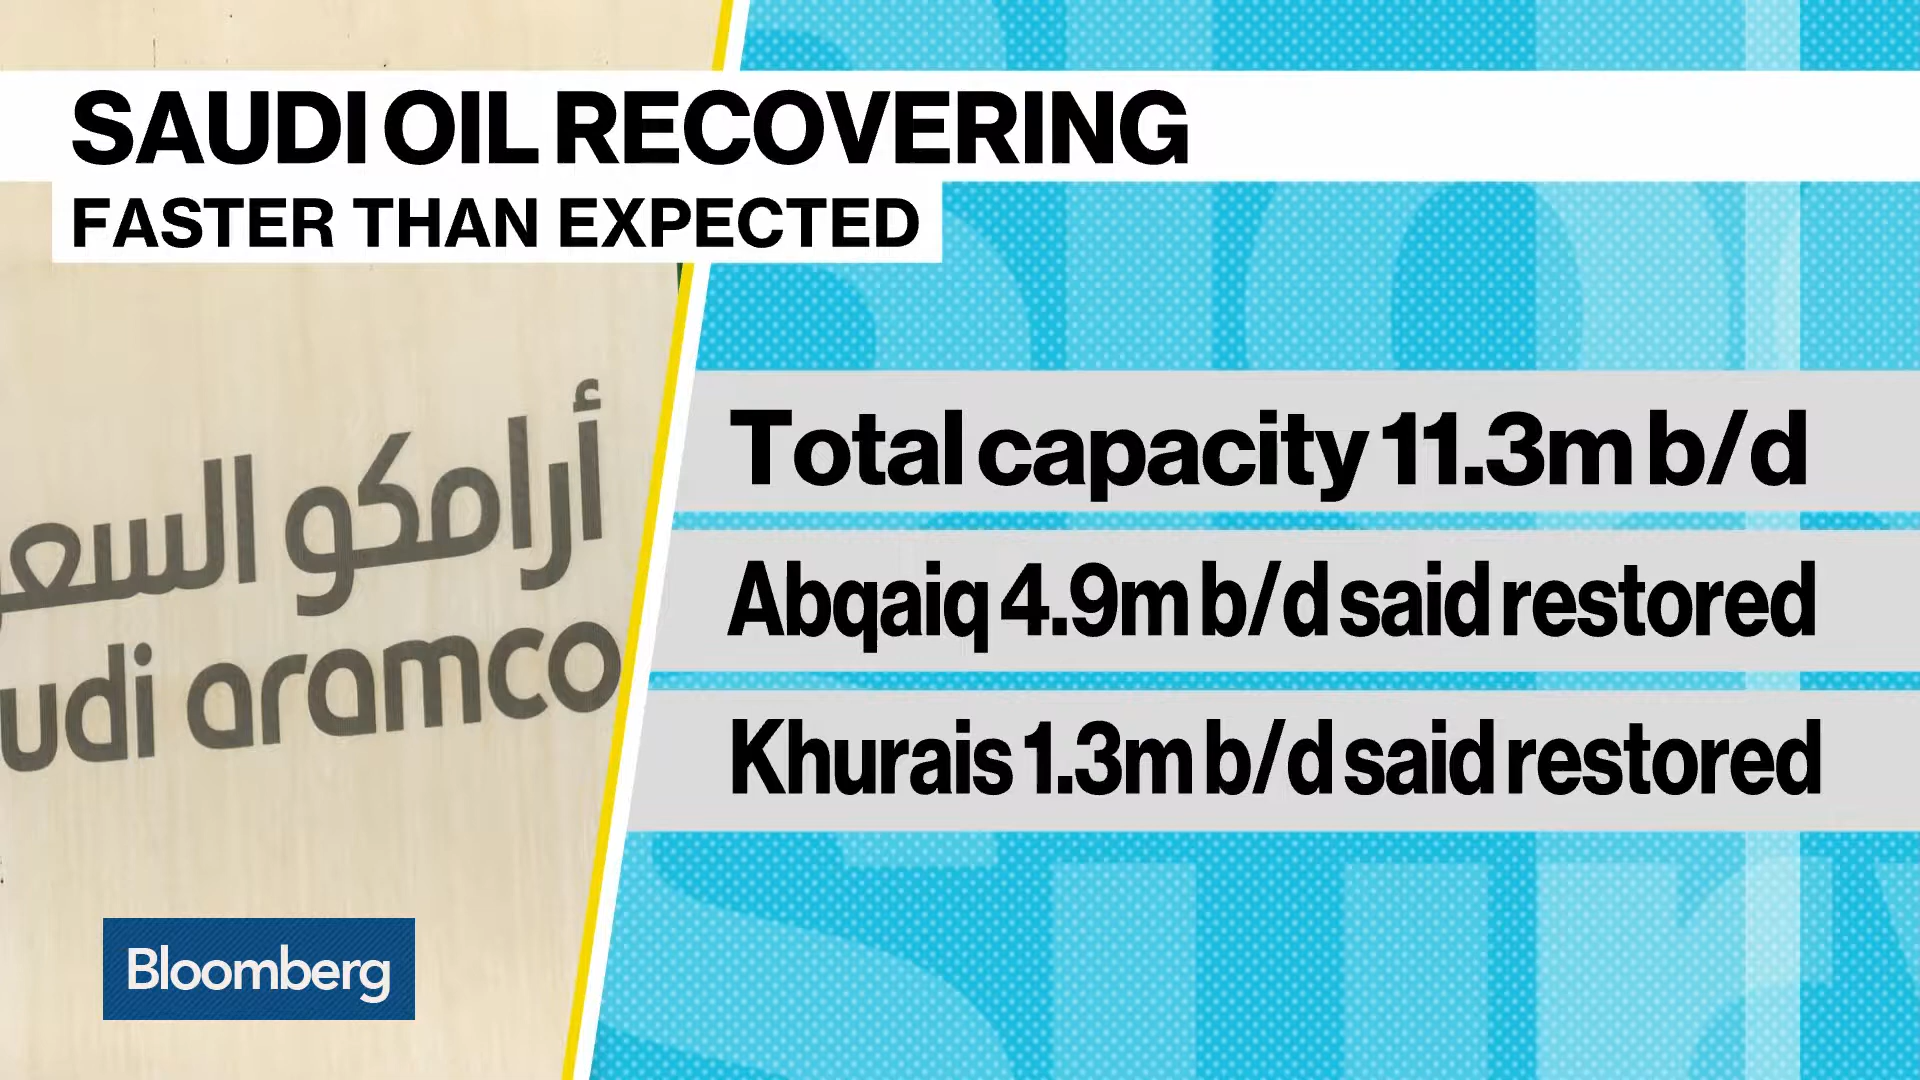 SAUDI OIL RECOVERING
FASTER THAN EXPECTED
Total capacity 11.3m b/d
Abqaiq 4.9m b/d said restored
Khurais 1.3m b/d said restored
أرامكو السعو
udi aramco
Bloomberg